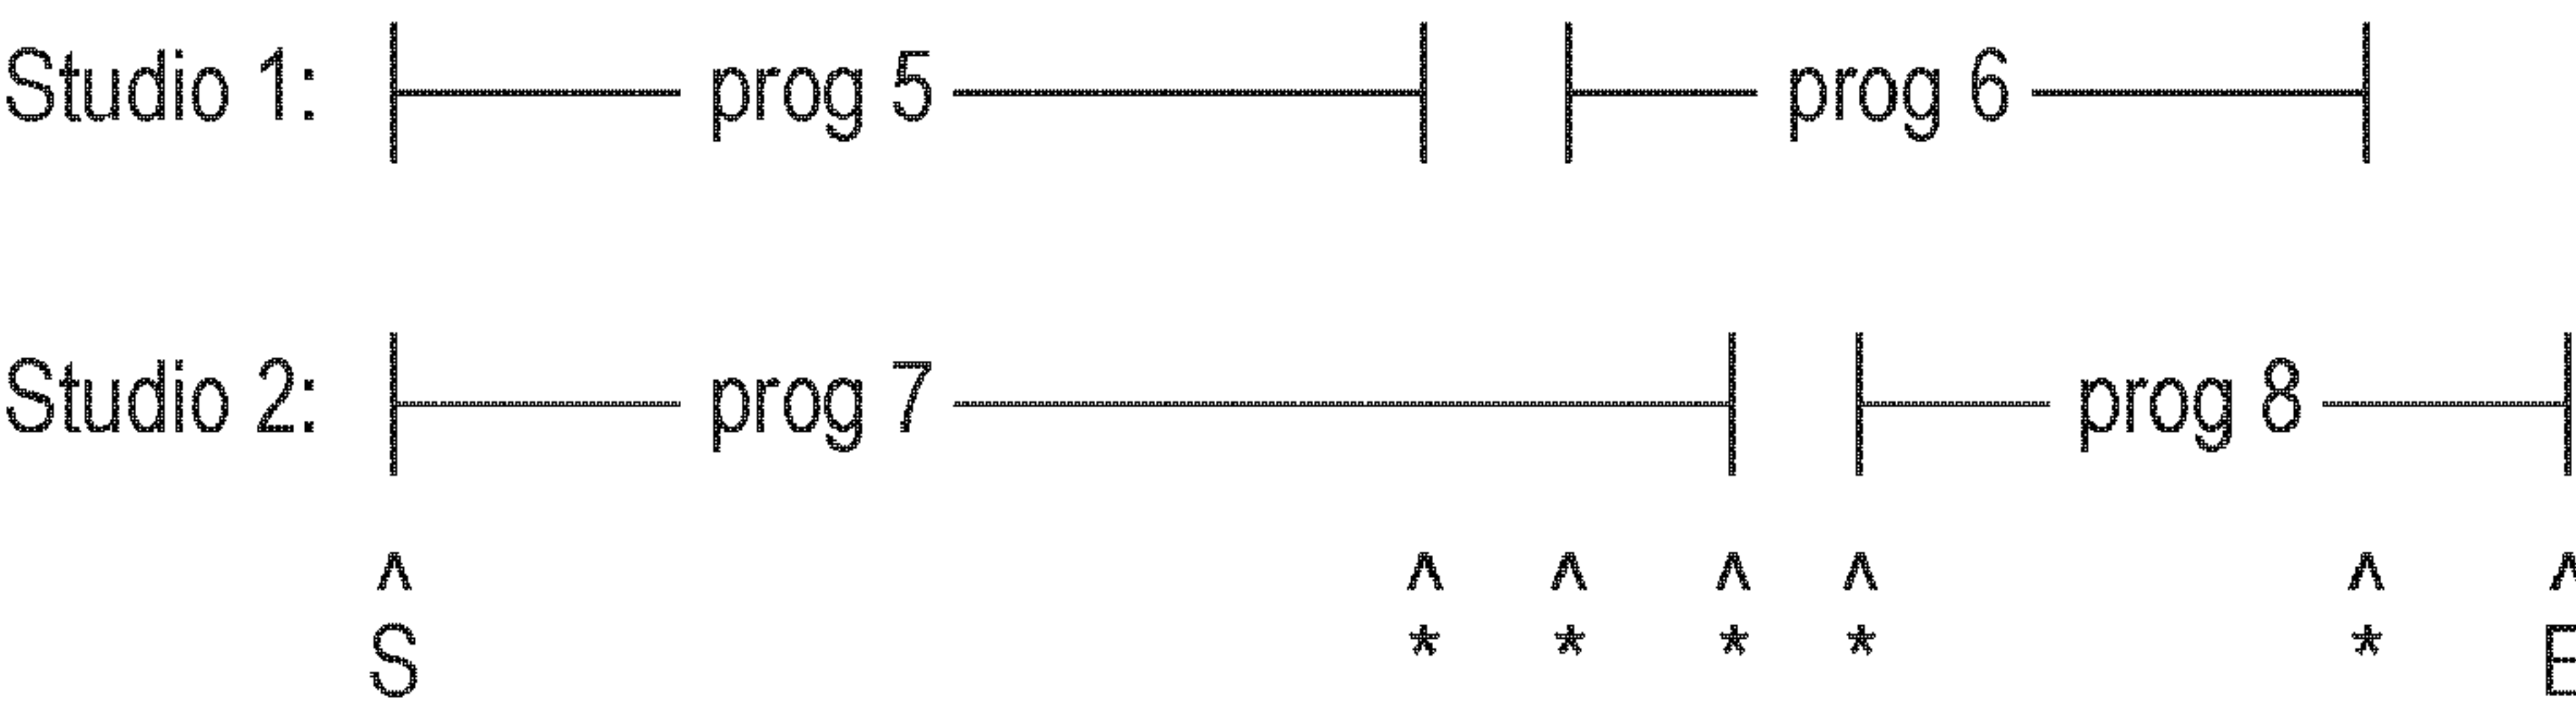 Studio 1: prog 5 prog 6
Studio 2: prog 7 prog 8
^ ^ ^ ^ ^ ^ ^
S * * * * * E